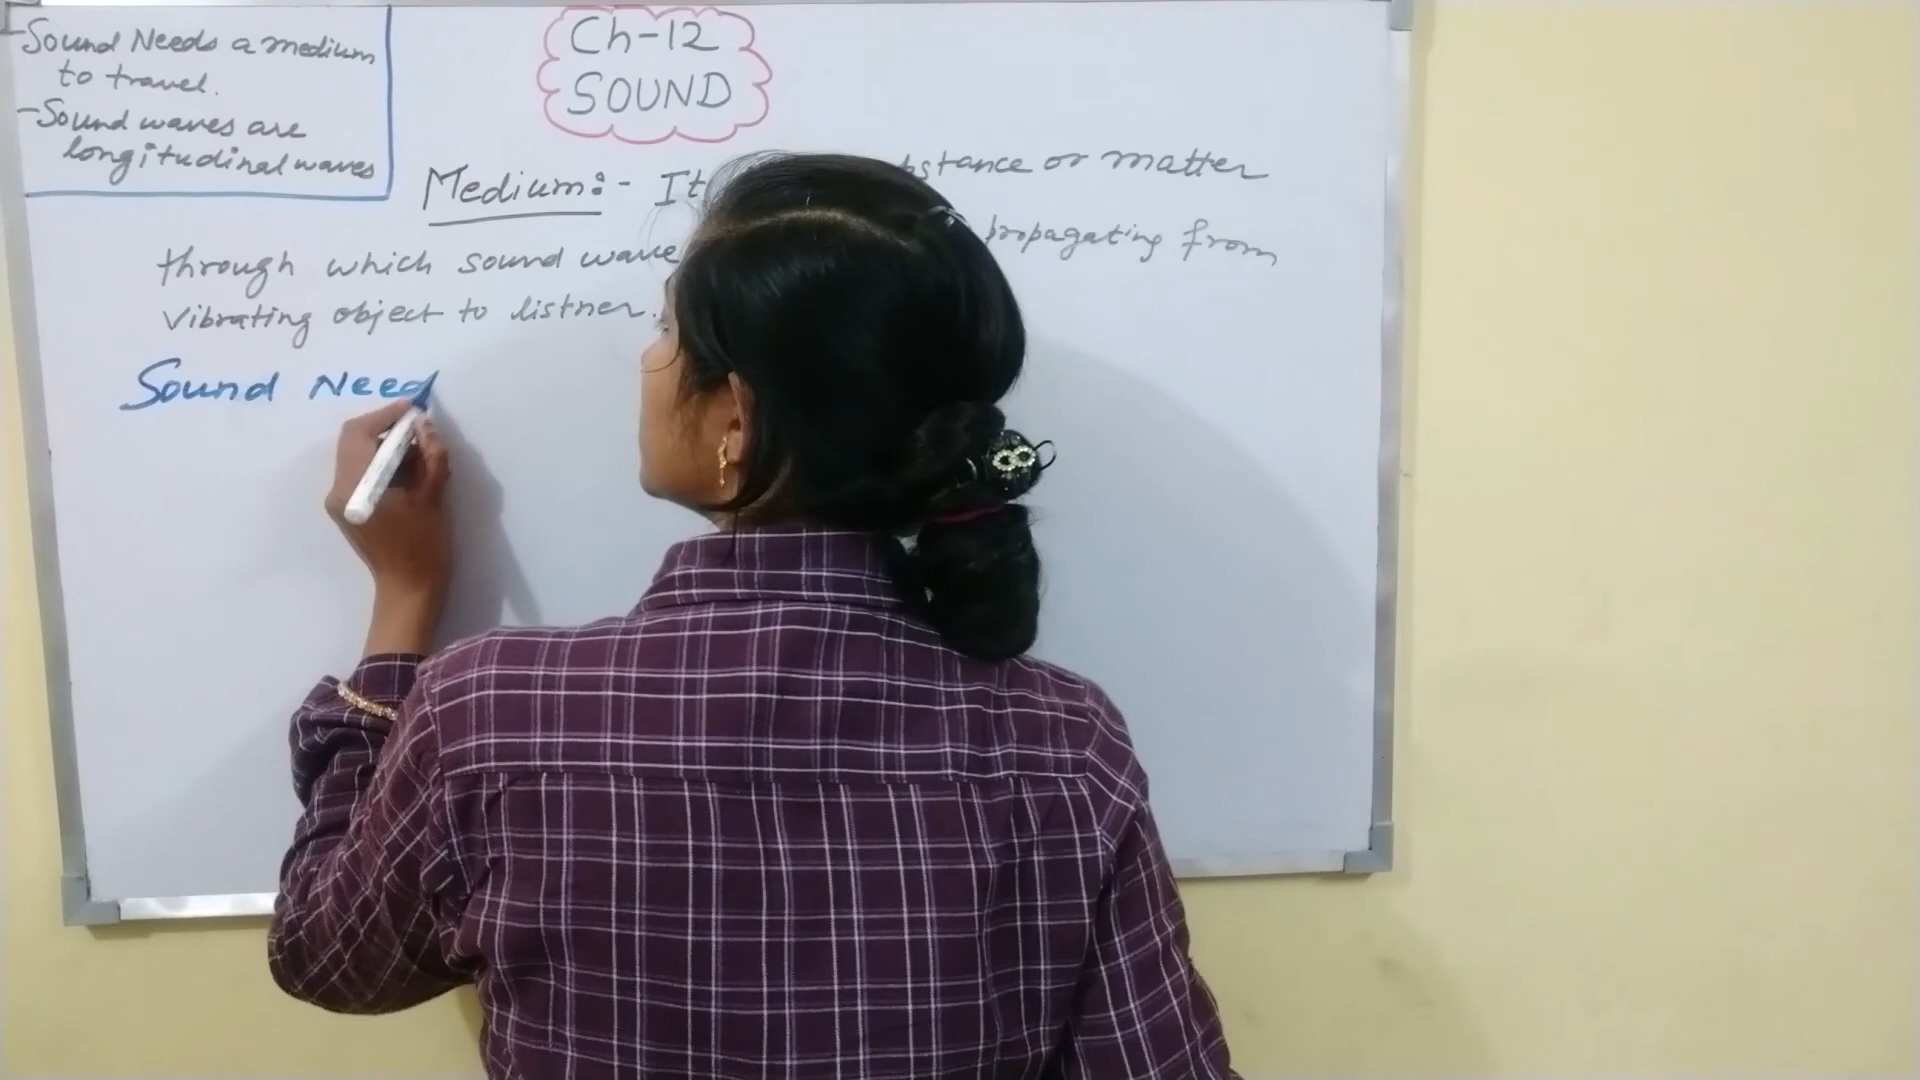 -Sound Needs a medium
to travel.
-Sound waves are
longitudinal waves
Ch-12
SOUND
Medium:- It
or matter
through which sound wave propagating from
vibrating object to listner.
Sound Need